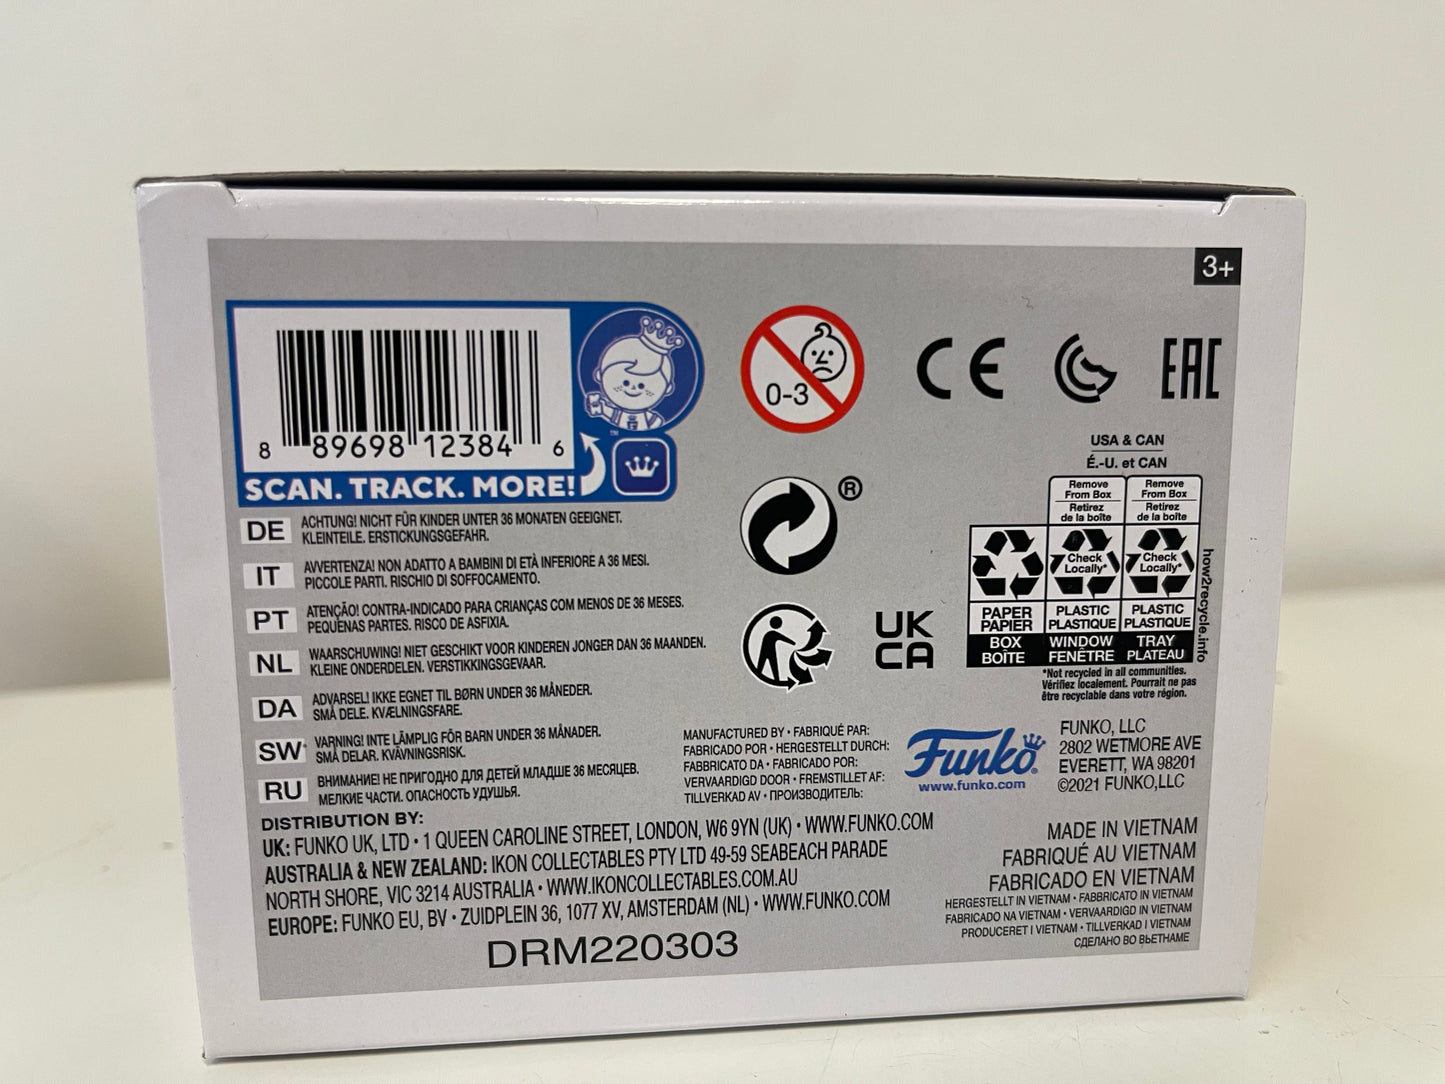 3+
8 89698 12384 6
SCAN. TRACK. MORE!
™
0-3
CE
EAC
®
UK
CA
USA & CAN
É.-U. et CAN
Remove
From Box
Retirez
de la boîte
Remove
From Box
Retirez
de la boîte
Check
Locally*
Check
Locally*
PAPER
PAPIER
PLASTIC
PLASTIQUE
PLASTIC
PLASTIQUE
BOX
BOÎTE
WINDOW
FENÊTRE
TRAY
PLATEAU
how2recycle.info
*Not recycled in all communities.
Vérifiez localement. Pourrait ne pas
être recyclable dans votre région.
DE ACHTUNG! NICHT FÜR KINDER UNTER 36 MONATEN GEEIGNET.
KLEINTEILE. ERSTICKUNGSGEFAHR.
IT AVVERTENZA! NON ADATTO A BAMBINI DI ETÀ INFERIORE A 36 MESI.
PICCOLE PARTI. RISCHIO DI SOFFOCAMENTO.
PT ATENÇÃO! CONTRA-INDICADO PARA CRIANÇAS COM MENOS DE 36 MESES.
PEQUENAS PARTES. RISCO DE ASFIXIA.
NL WAARSCHUWING! NIET GESCHIKT VOOR KINDEREN JONGER DAN 36 MAANDEN.
KLEINE ONDERDELEN. VERSTIKKINGSGEVAAR.
DA ADVARSEL! IKKE EGNET TIL BØRN UNDER 36 MÅNEDER.
SMÅ DELE. KVÆLNINGSFARE.
SW VARNING! INTE LÄMPLIG FÖR BARN UNDER 36 MÅNADER.
SMÅ DELAR. KVÄVNINGSRISK.
RU ВНИМАНИЕ! НЕ ПРИГОДНО ДЛЯ ДЕТЕЙ МЛАДШЕ 36 МЕСЯЦЕВ.
МЕЛКИЕ ЧАСТИ. ОПАСНОСТЬ УДУШЬЯ.
MANUFACTURED BY • FABRIQUÉ PAR:
FABRICADO POR • HERGESTELLT DURCH:
FABBRICATO DA • FABRICADO POR:
VERVAARDIGD DOOR • FREMSTILLET AF:
TILLVERKAD AV • ПРОИЗВОДИТЕЛЬ:
Funko®
www.funko.com
FUNKO, LLC
2802 WETMORE AVE
EVERETT, WA 98201
©2021 FUNKO,LLC
DISTRIBUTION BY:
UK: FUNKO UK, LTD • 1 QUEEN CAROLINE STREET, LONDON, W6 9YN (UK) • WWW.FUNKO.COM
AUSTRALIA & NEW ZEALAND: IKON COLLECTABLES PTY LTD 49-59 SEABEACH PARADE
NORTH SHORE, VIC 3214 AUSTRALIA • WWW.IKONCOLLECTABLES.COM.AU
EUROPE: FUNKO EU, BV • ZUIDPLEIN 36, 1077 XV, AMSTERDAM (NL) • WWW.FUNKO.COM
DRM220303
MADE IN VIETNAM
FABRIQUÉ AU VIETNAM
FABRICADO EN VIETNAM
HERGESTELLT IN VIETNAM • FABBRICATO IN VIETNAM
FABRICADO NA VIETNAM • VERVAARDIGD IN VIETNAM
PRODUCERET I VIETNAM • TILLVERKAD I VIETNAM
СДЕЛАНО ВО ВЬЕТНАМЕ